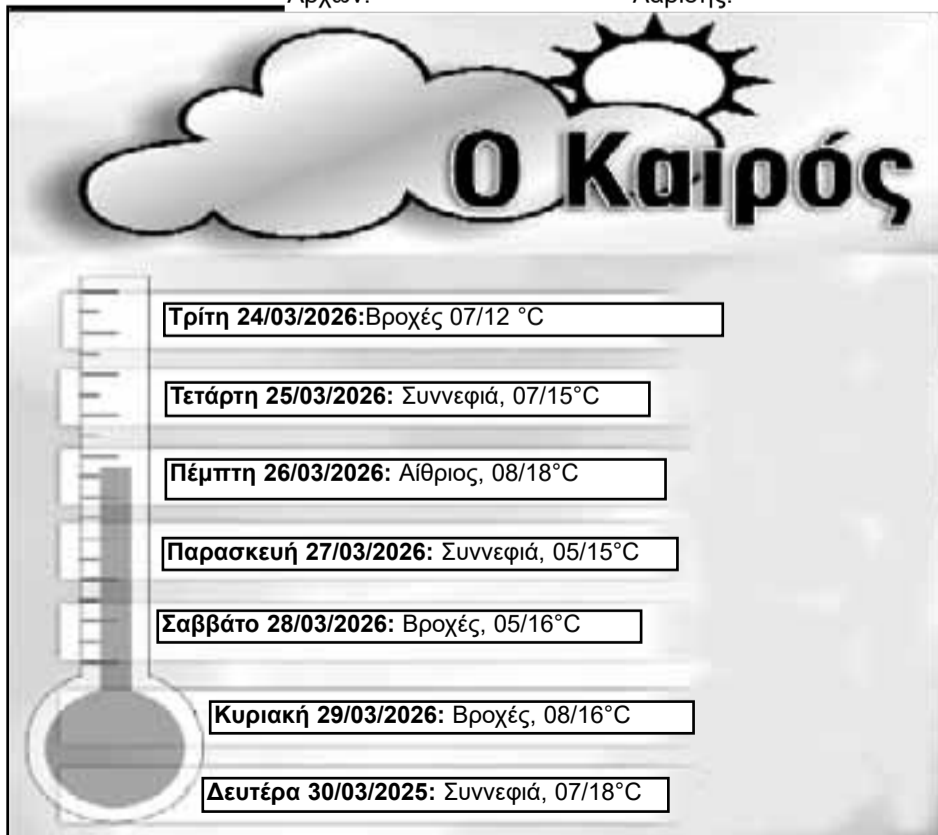 Ο Καιρός
Τρίτη 24/03/2026:Βροχές 07/12 °C
Τετάρτη 25/03/2026: Συννεφιά, 07/15°C
Πέμπτη 26/03/2026: Αίθριος, 08/18°C
Παρασκευή 27/03/2026: Συννεφιά, 05/15°C
Σαββάτο 28/03/2026: Βροχές, 05/16°C
Κυριακή 29/03/2026: Βροχές, 08/16°C
Δευτέρα 30/03/2025: Συννεφιά, 07/18°C